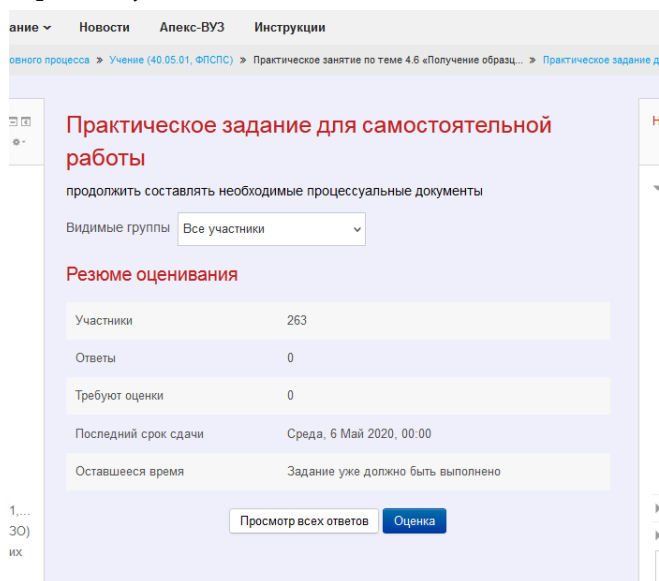 ание Новости Апекс-ВУЗ Инструкции
овного процесса » Учение (40.05.01, ФПСПС) » Практическое занятие по теме 4.6 «Получение образц... » Практическое задание д
Практическое задание для самостоятельной
работы
продолжить составлять необходимые процессуальные документы
Видимые группы Все участники
Резюме оценивания
Участники 263
Ответы 0
Требуют оценки 0
Последний срок сдачи Среда, 6 Май 2020, 00:00
Оставшееся время Задание уже должно быть выполнено
Просмотр всех ответов Оценка
1,...
ЗО)
их